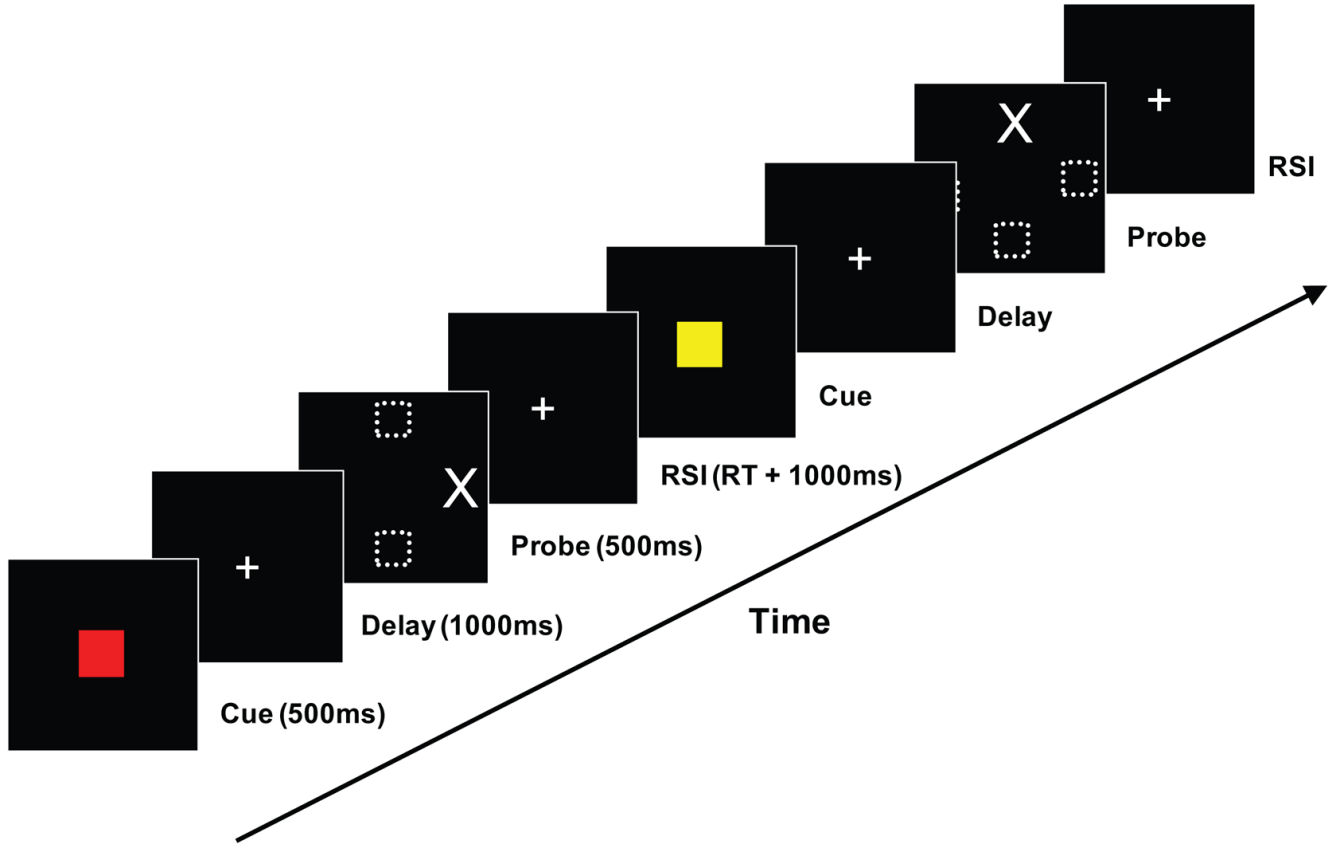 Cue (500ms)
Delay (1000ms)
X
Probe (500ms)
RSI (RT + 1000ms)
Cue
Delay
X
Probe
RSI
Time